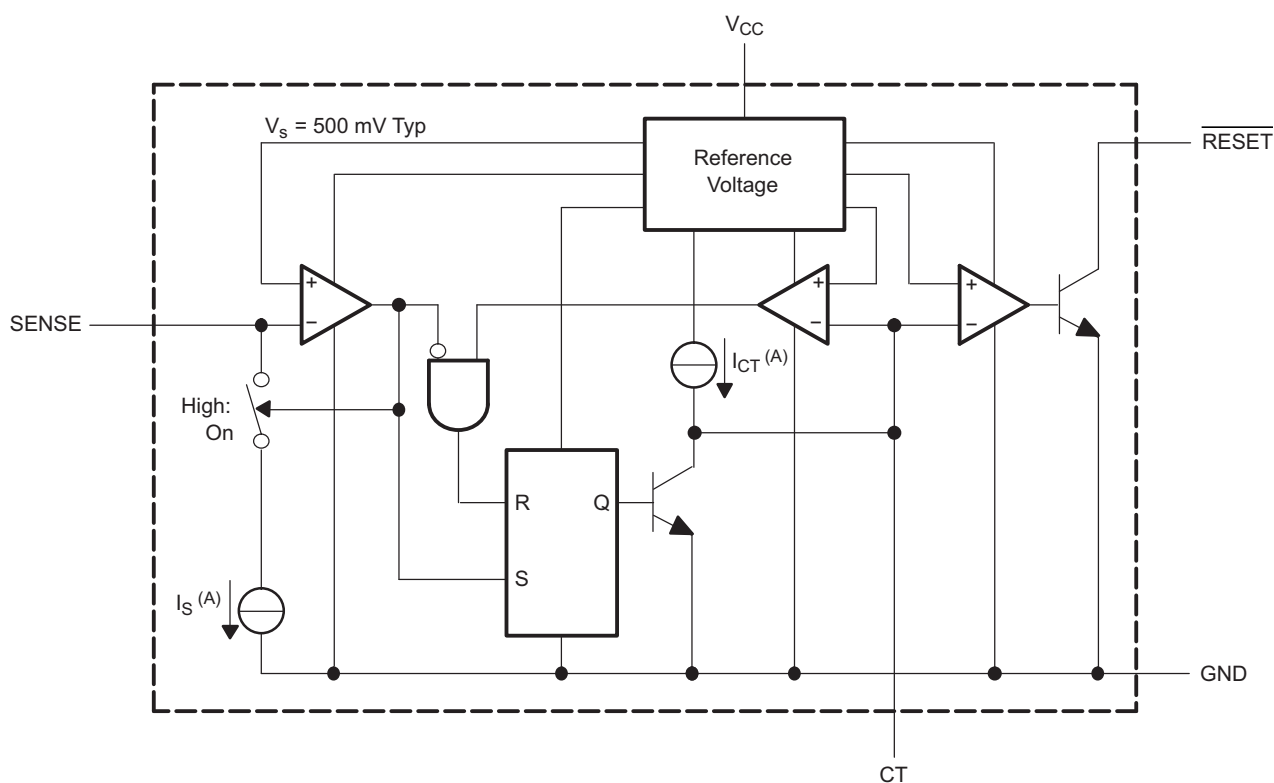 VCC
Vs = 500 mV Typ
Reference
Voltage
RESET
+
+
+
SENSE
−
−
−
ICT (A)
High:
On
R
Q
S
IS (A)
GND
CT